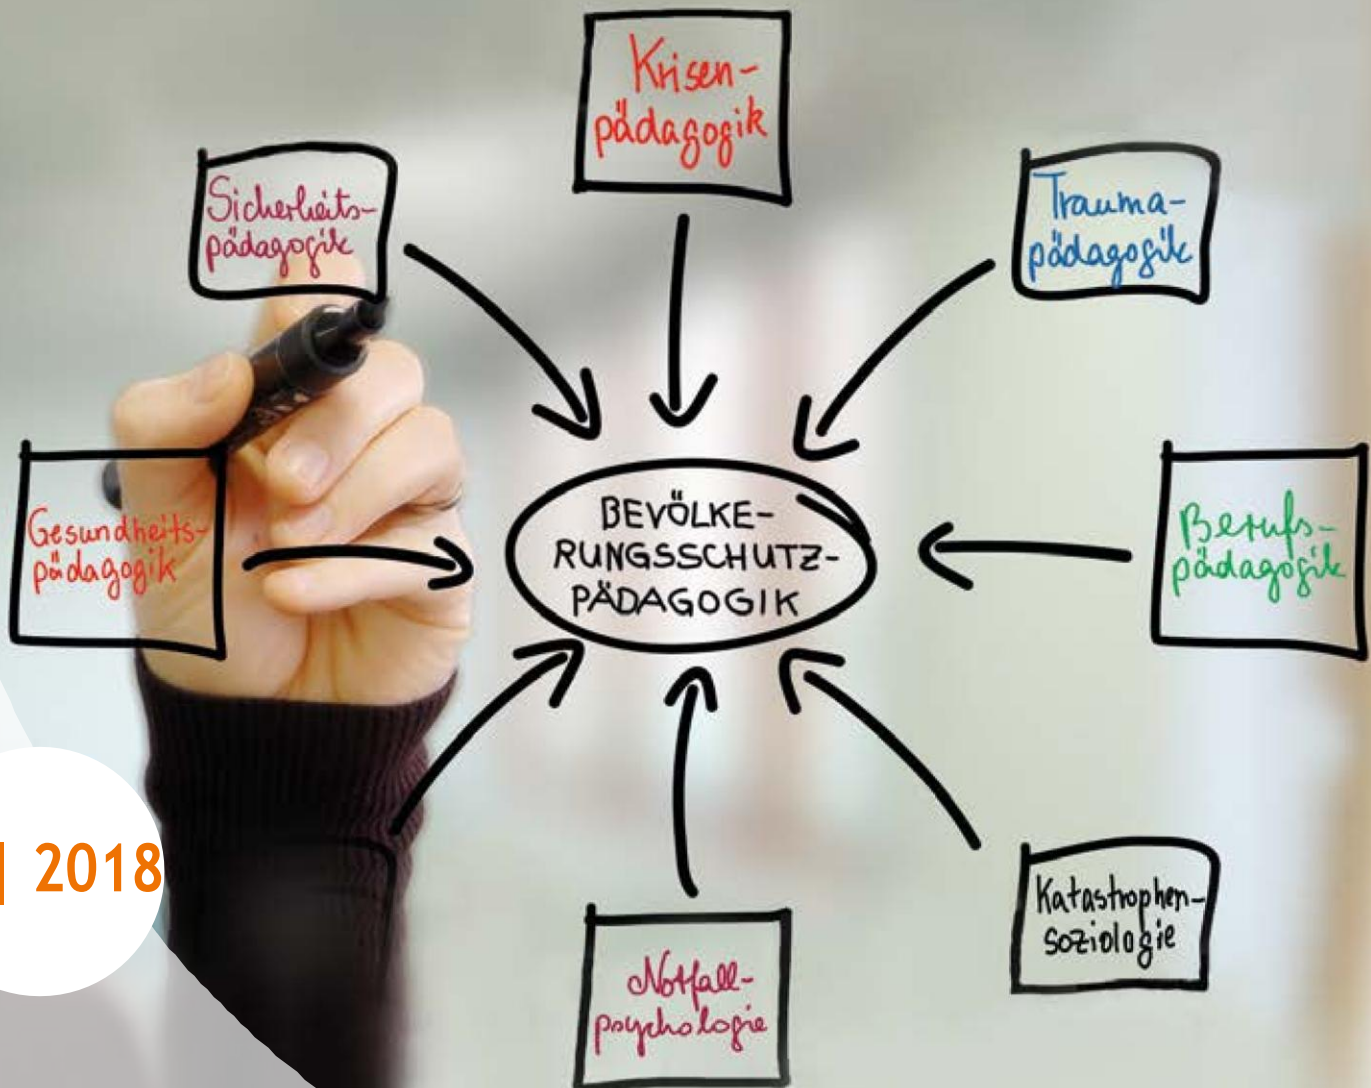 Krisen-
pädagogik
Sicherheits-
pädagogik
Trauma-
pädagogik
Gesundheits-
pädagogik
BEVÖLKE-
RUNGSSCHUTZ-
PÄDAGOGIK
Berufs-
pädagogik
| 2018
Katastrophen-
soziologie
Notfall-
psychologie